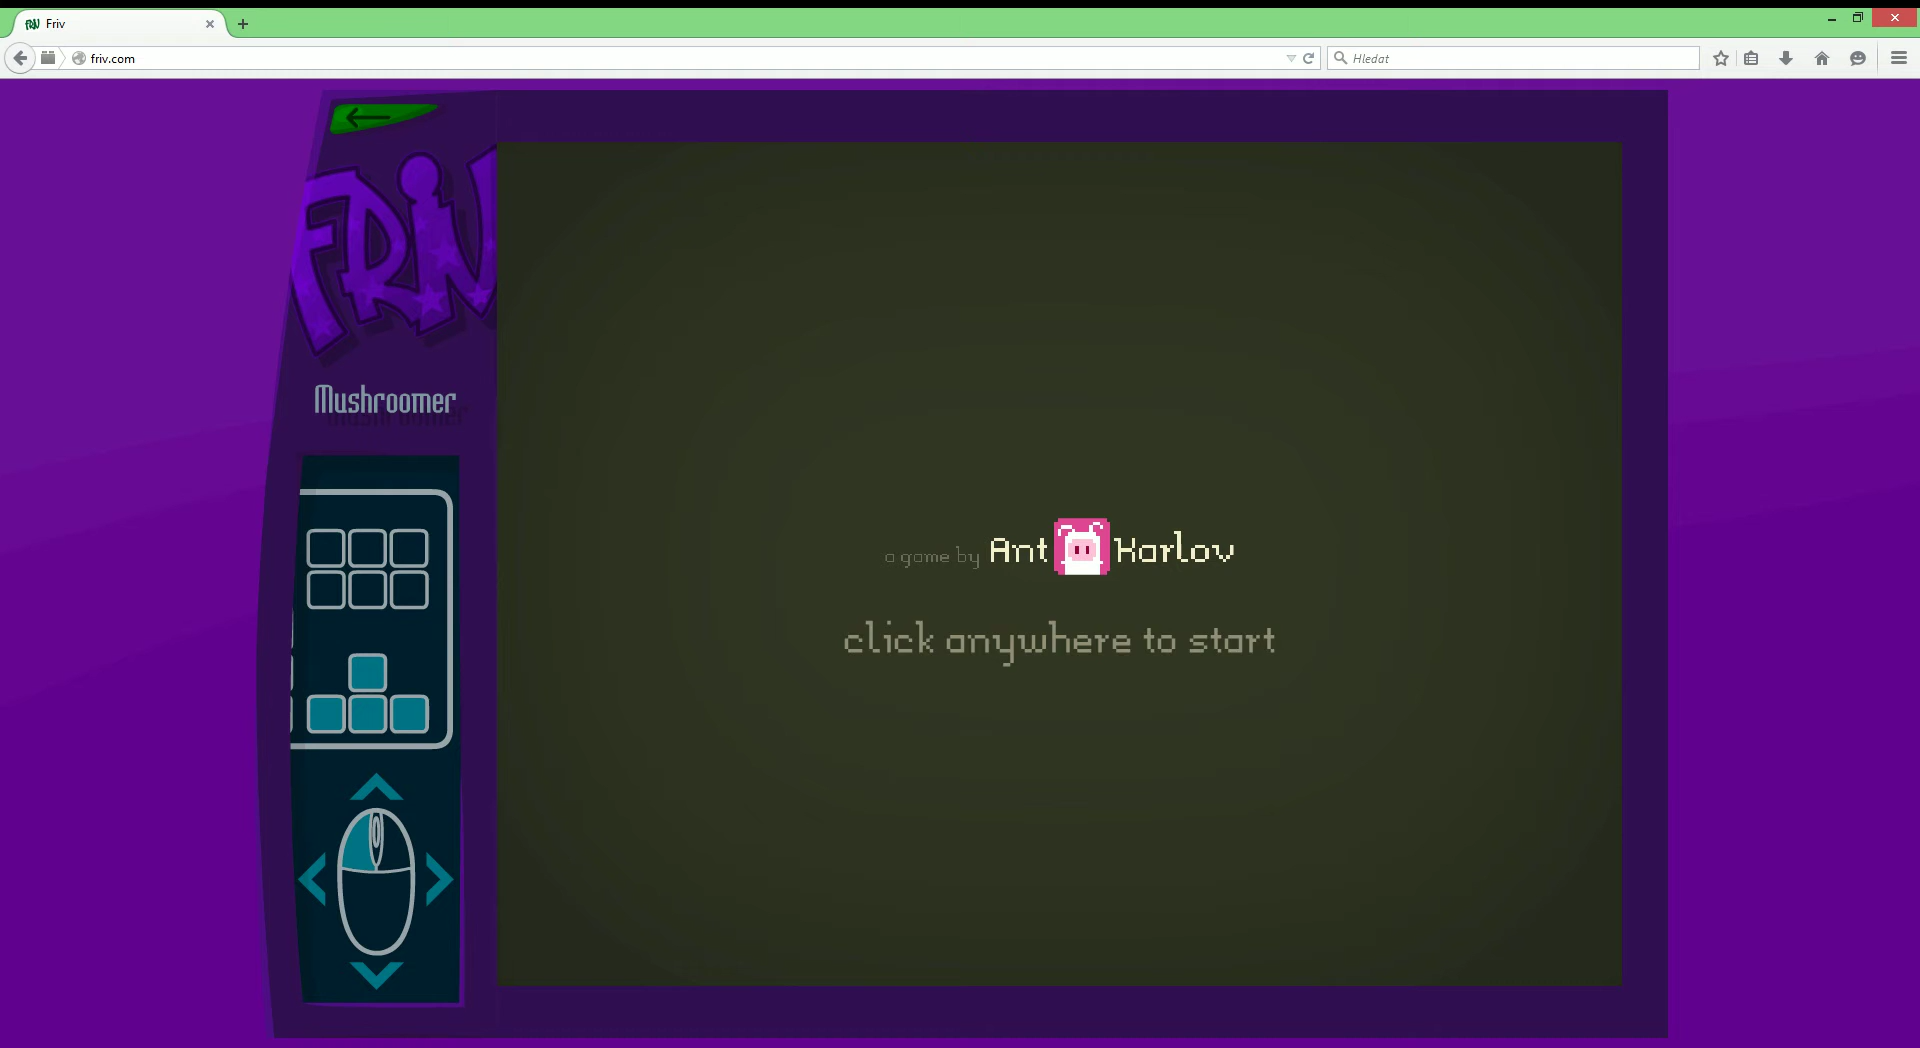 Friv
friv.com
Hledat
FRIV
Mushroomer
a game by Ant Karlov
click anywhere to start